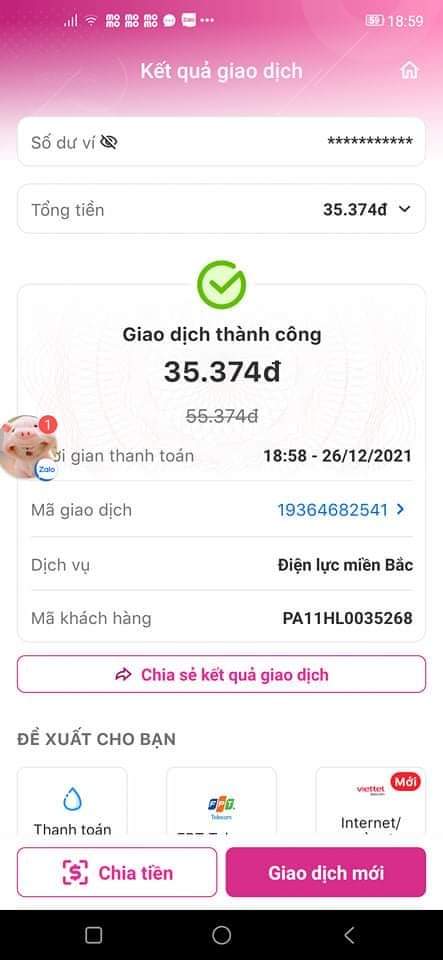 59 18:59
Kết quả giao dịch
Số dư ví ***********
Tổng tiền 35.374đ
Giao dịch thành công
35.374đ
55.374đ
1
Zalo
gian thanh toán 18:58 - 26/12/2021
Mã giao dịch 19364682541
Dịch vụ Điện lực miền Bắc
Mã khách hàng PA11HL0035268
Chia sẻ kết quả giao dịch
ĐỀ XUẤT CHO BẠN
Mới
FPT viettel
Telecom
Thanh toán Internet/
Chia tiền Giao dịch mới